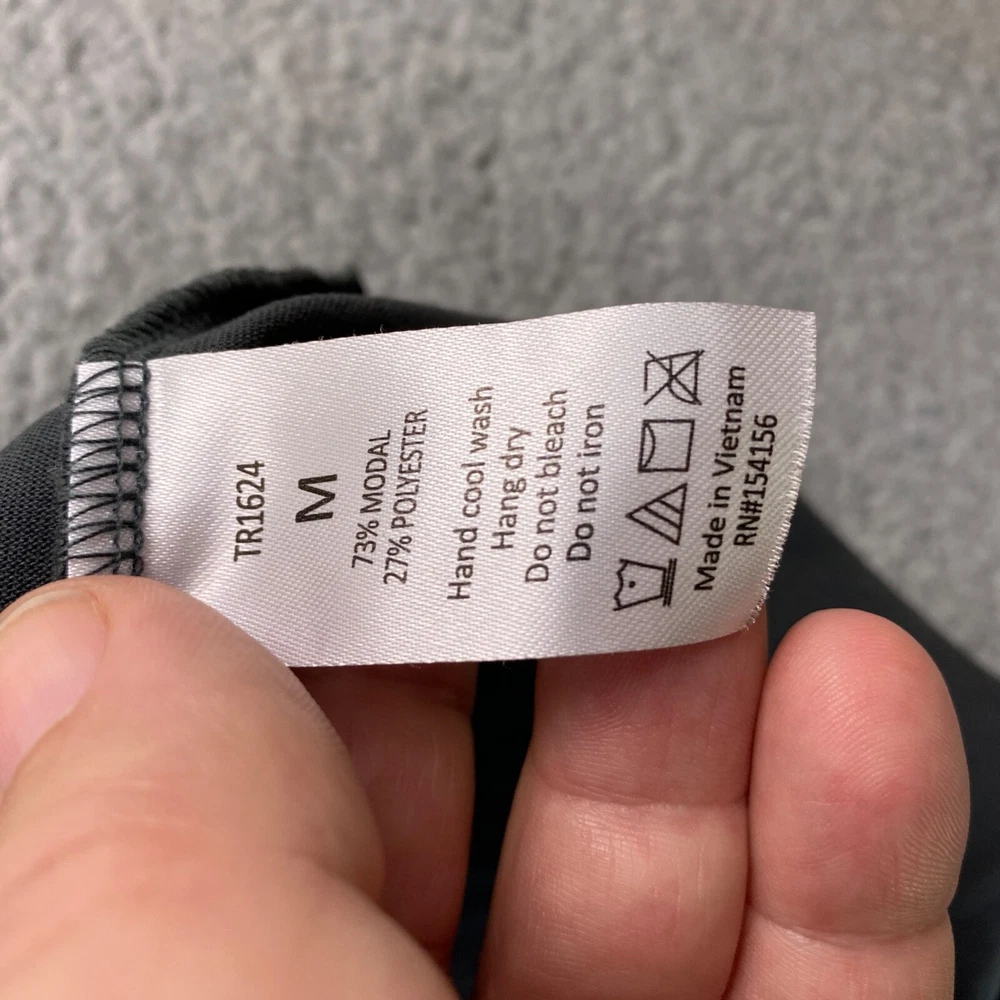 TR1624
M
73% MODAL
27% POLYESTER
Hand cool wash
Hang dry
Do not bleach
Do not iron
Made in Vietnam
RN#154156